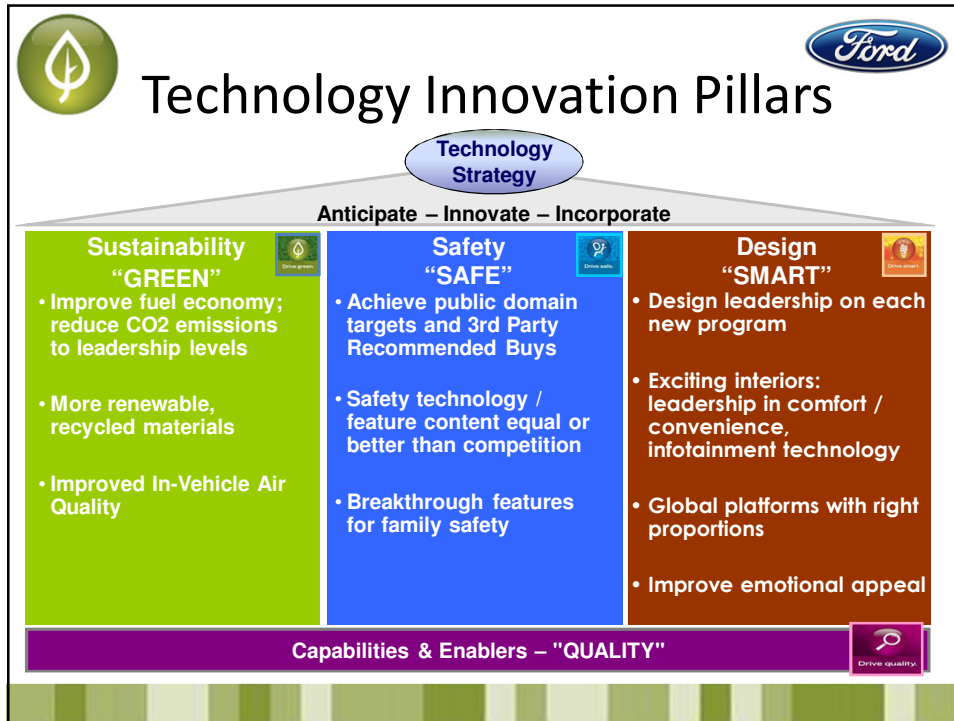 Ford
Technology Innovation Pillars
Technology
Strategy
Anticipate – Innovate – Incorporate
Sustainability
“GREEN”
Drive green.
• Improve fuel economy;
reduce CO2 emissions
to leadership levels
• More renewable,
recycled materials
• Improved In-Vehicle Air
Quality
Safety
“SAFE”
Drive safe.
• Achieve public domain
targets and 3rd Party
Recommended Buys
• Safety technology /
feature content equal or
better than competition
• Breakthrough features
for family safety
Design
“SMART”
Drive smart.
• Design leadership on each
new program
• Exciting interiors:
leadership in comfort /
convenience,
infotainment technology
• Global platforms with right
proportions
• Improve emotional appeal
Capabilities & Enablers – "QUALITY"
Drive quality.